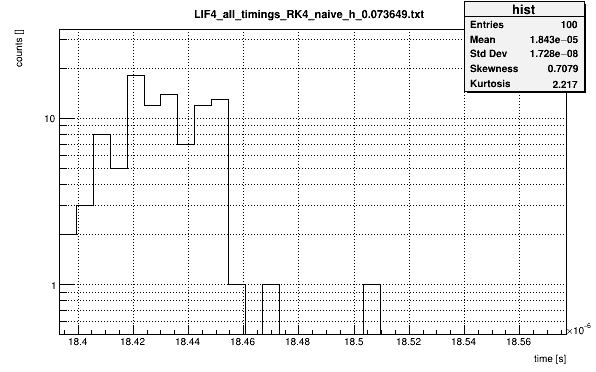 LIF4_all_timings_RK4_naive_h_0.073649.txt
hist
Entries 100
Mean 1.843e−05
Std Dev 1.728e−08
Skewness 0.7079
Kurtosis 2.217
counts []
10
1
18.4 18.42 18.44 18.46 18.48 18.5 18.52 18.54 18.56
×10−6
time [s]